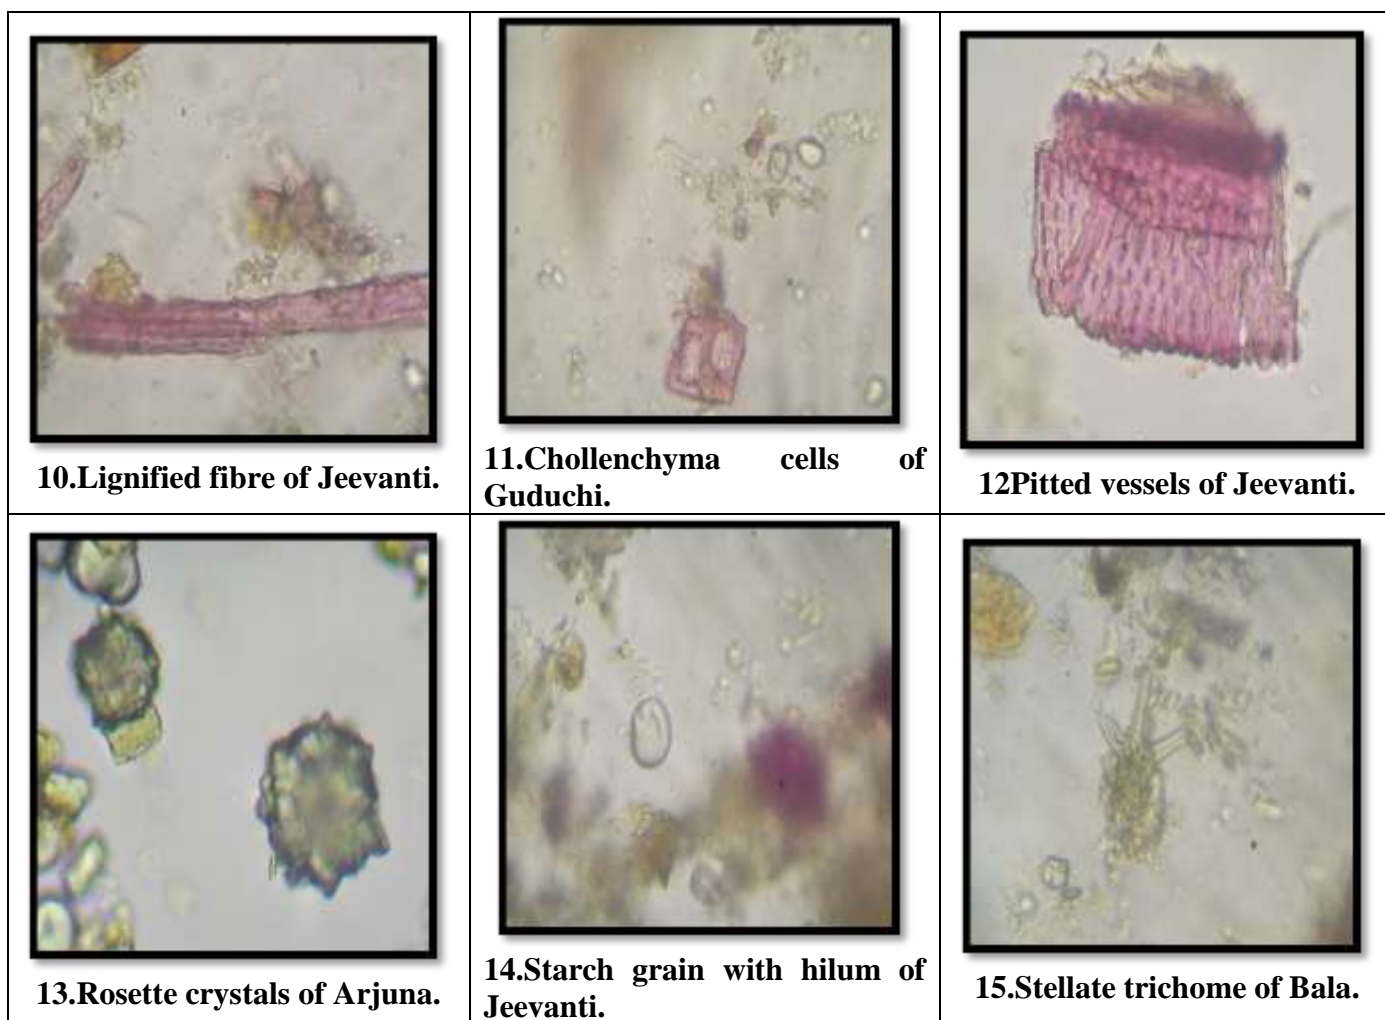 10.Lignified fibre of Jeevanti.
11.Chollenchyma cells of
Guduchi.
12Pitted vessels of Jeevanti.
13.Rosette crystals of Arjuna.
14.Starch grain with hilum of
Jeevanti.
15.Stellate trichome of Bala.